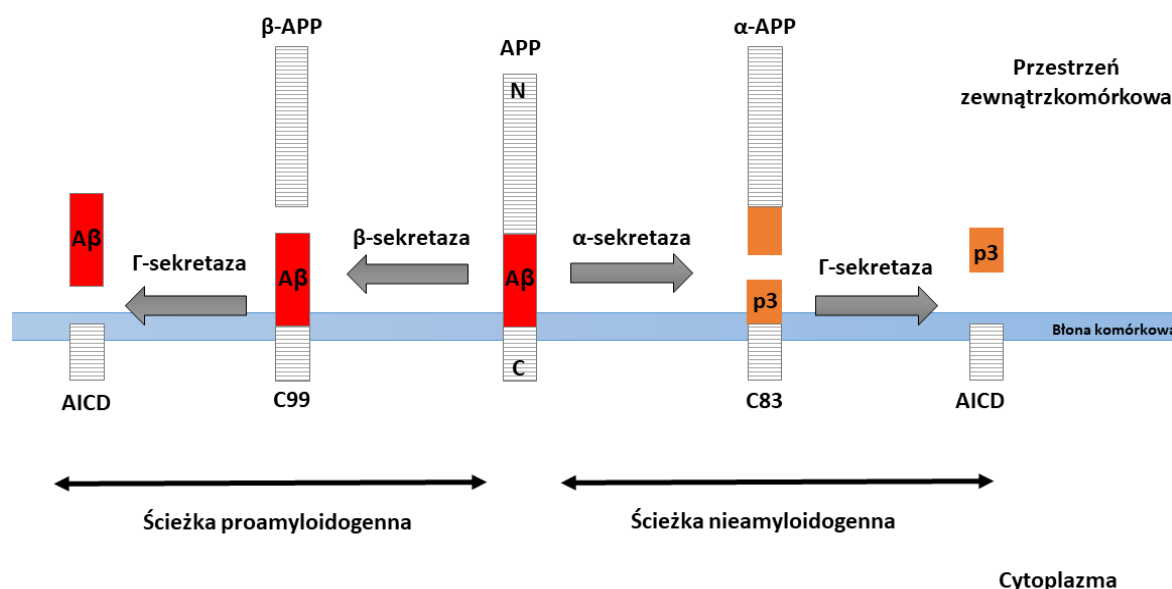 β-APP
APP
α-APP
N
Przestrzeń
zewnątrzkomórkowa
Aβ
Γ-sekretaza
Aβ
β-sekretaza
Aβ
α-sekretaza
p3
Γ-sekretaza
p3
Błona komórkowa
C
AICD
C99
C83
AICD
Ścieżka proamyloidogenna
Ścieżka nieamyloidogenna
Cytoplazma